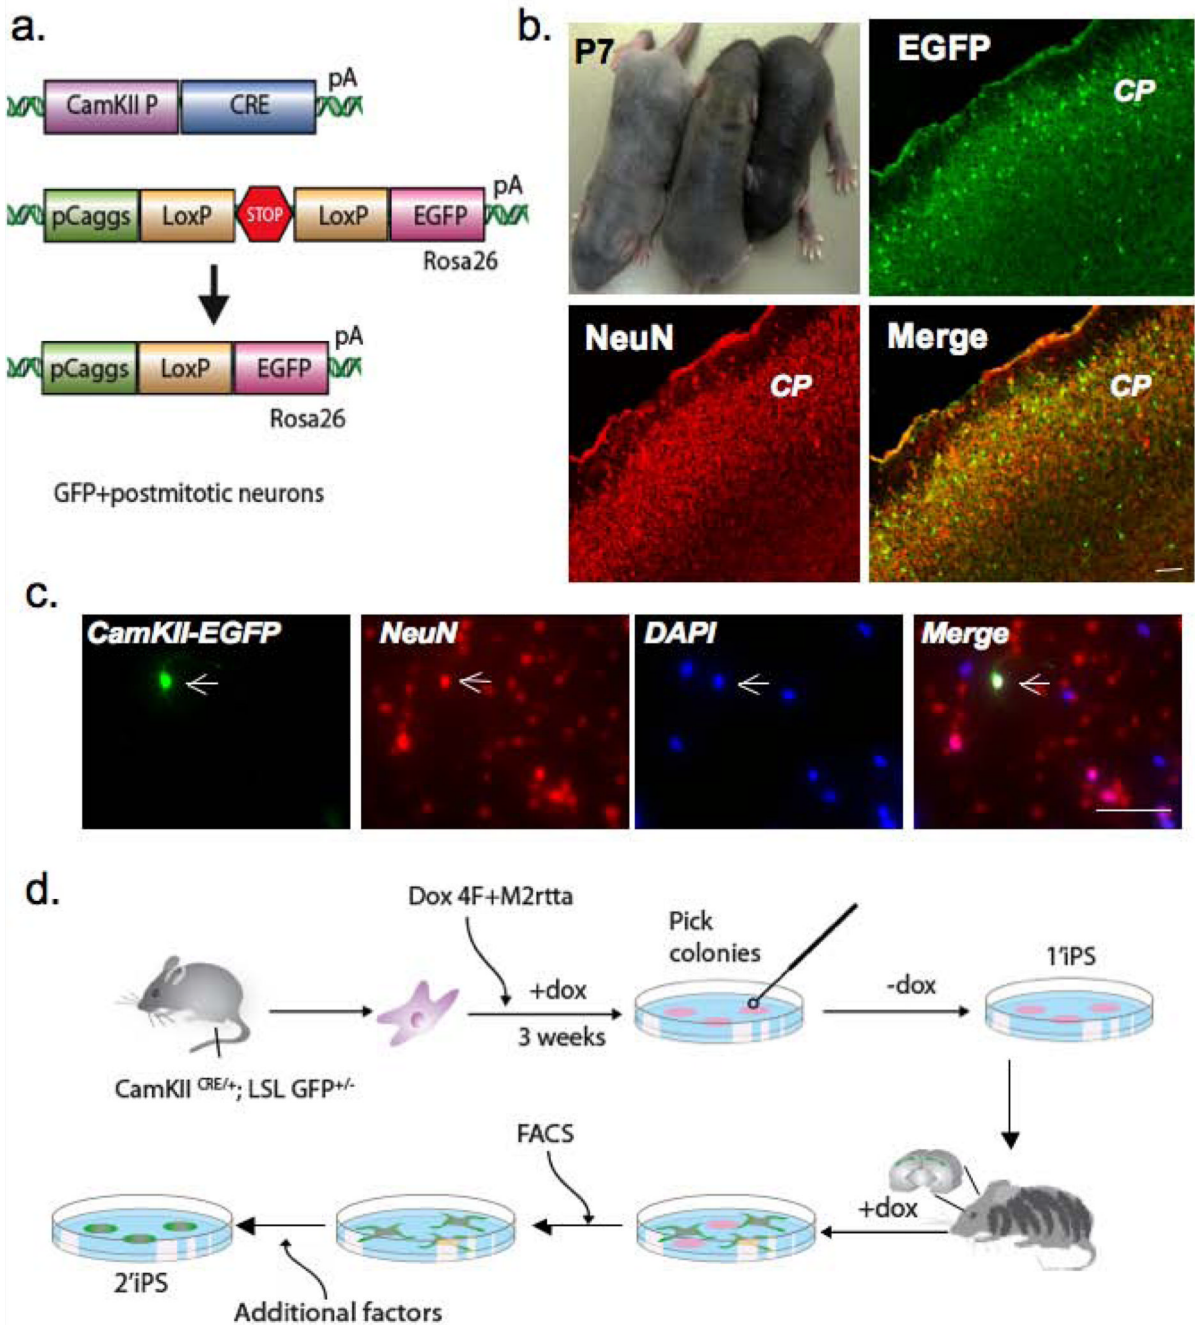 a.
CamKII P CRE pA
pCaggs LoxP STOP LoxP EGFP pA
Rosa26
pCaggs LoxP EGFP pA
Rosa26
GFP+postmitotic neurons
b.
P7
EGFP
CP
NeuN
CP
Merge
CP
c.
CamKII-EGFP
NeuN
DAPI
Merge
d.
Dox 4F+M2rtta
+dox
3 weeks
Pick
colonies
-dox
1'iPS
CamKII CRE/+; LSL GFP+/-
+dox
FACS
Additional factors
2'iPS